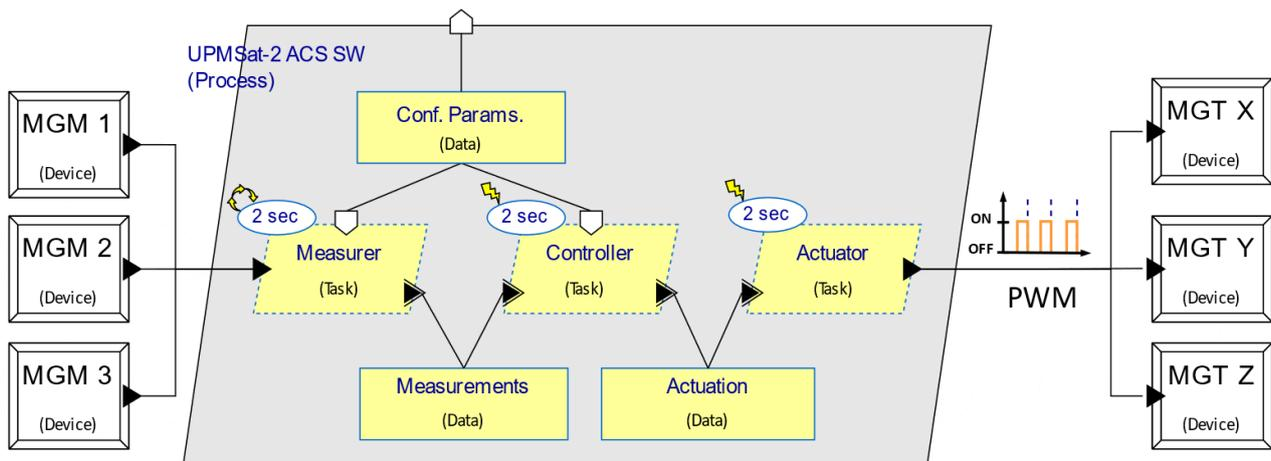 UPMSat-2 ACS SW
(Process)
MGM 1
(Device)
MGM 2
(Device)
MGM 3
(Device)
Conf. Params.
(Data)
2 sec
Measurer
(Task)
2 sec
Controller
(Task)
2 sec
Actuator
(Task)
Measurements
(Data)
Actuation
(Data)
ON
OFF
PWM
MGT X
(Device)
MGT Y
(Device)
MGT Z
(Device)